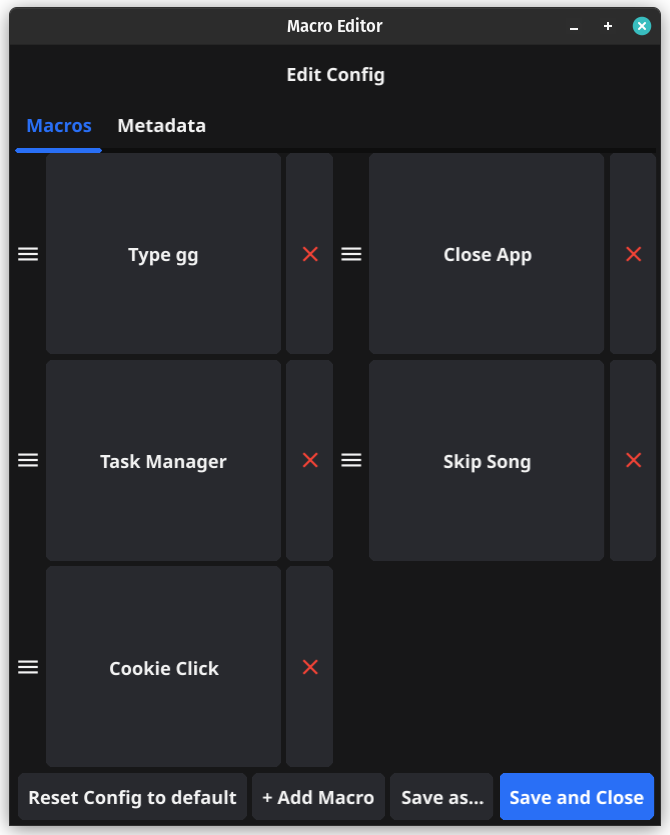 Macro Editor
Edit Config
Macros Metadata
Type gg Close App
Task Manager Skip Song
Cookie Click
Reset Config to default + Add Macro Save as... Save and Close